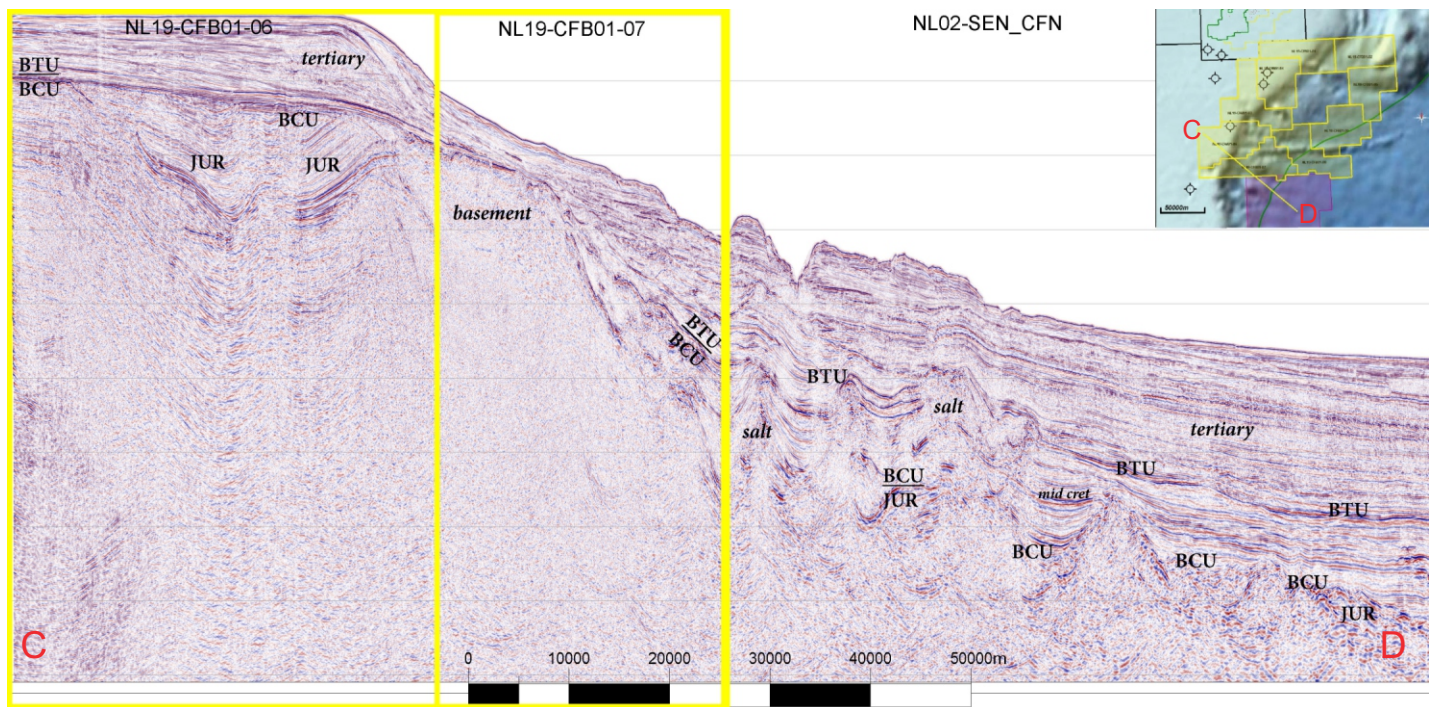 NL19-CFB01-06
NL19-CFB01-07
NL02-SEN_CFN
tertiary
BTU
BCU
BCU
JUR
JUR
basement
C
D
50000m
BTU
BCU
BTU
salt
salt
tertiary
BCU
JUR
mid cret
BTU
BTU
BCU
BCU
BCU
JUR
C
D
0 10000 20000 30000 40000 50000m